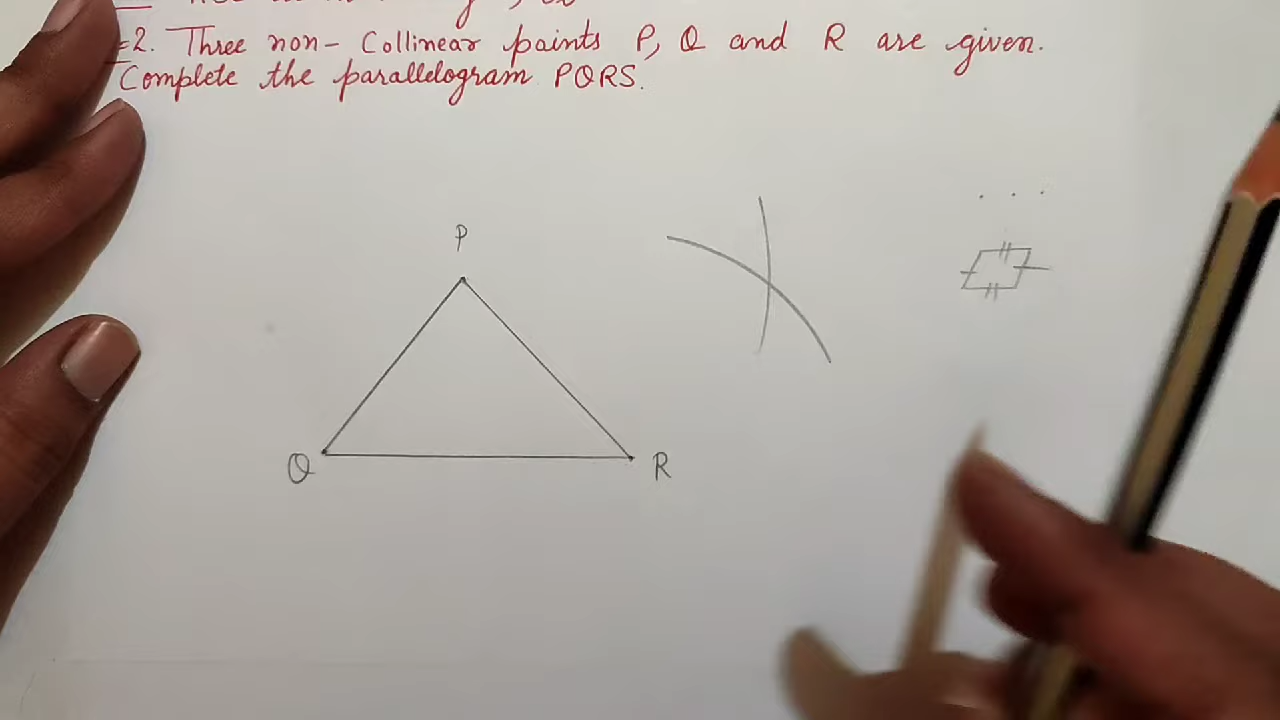 =2. Three non- Collinear points P, Q and R are given.
Complete the parallelogram PQRS.
P
Q
R